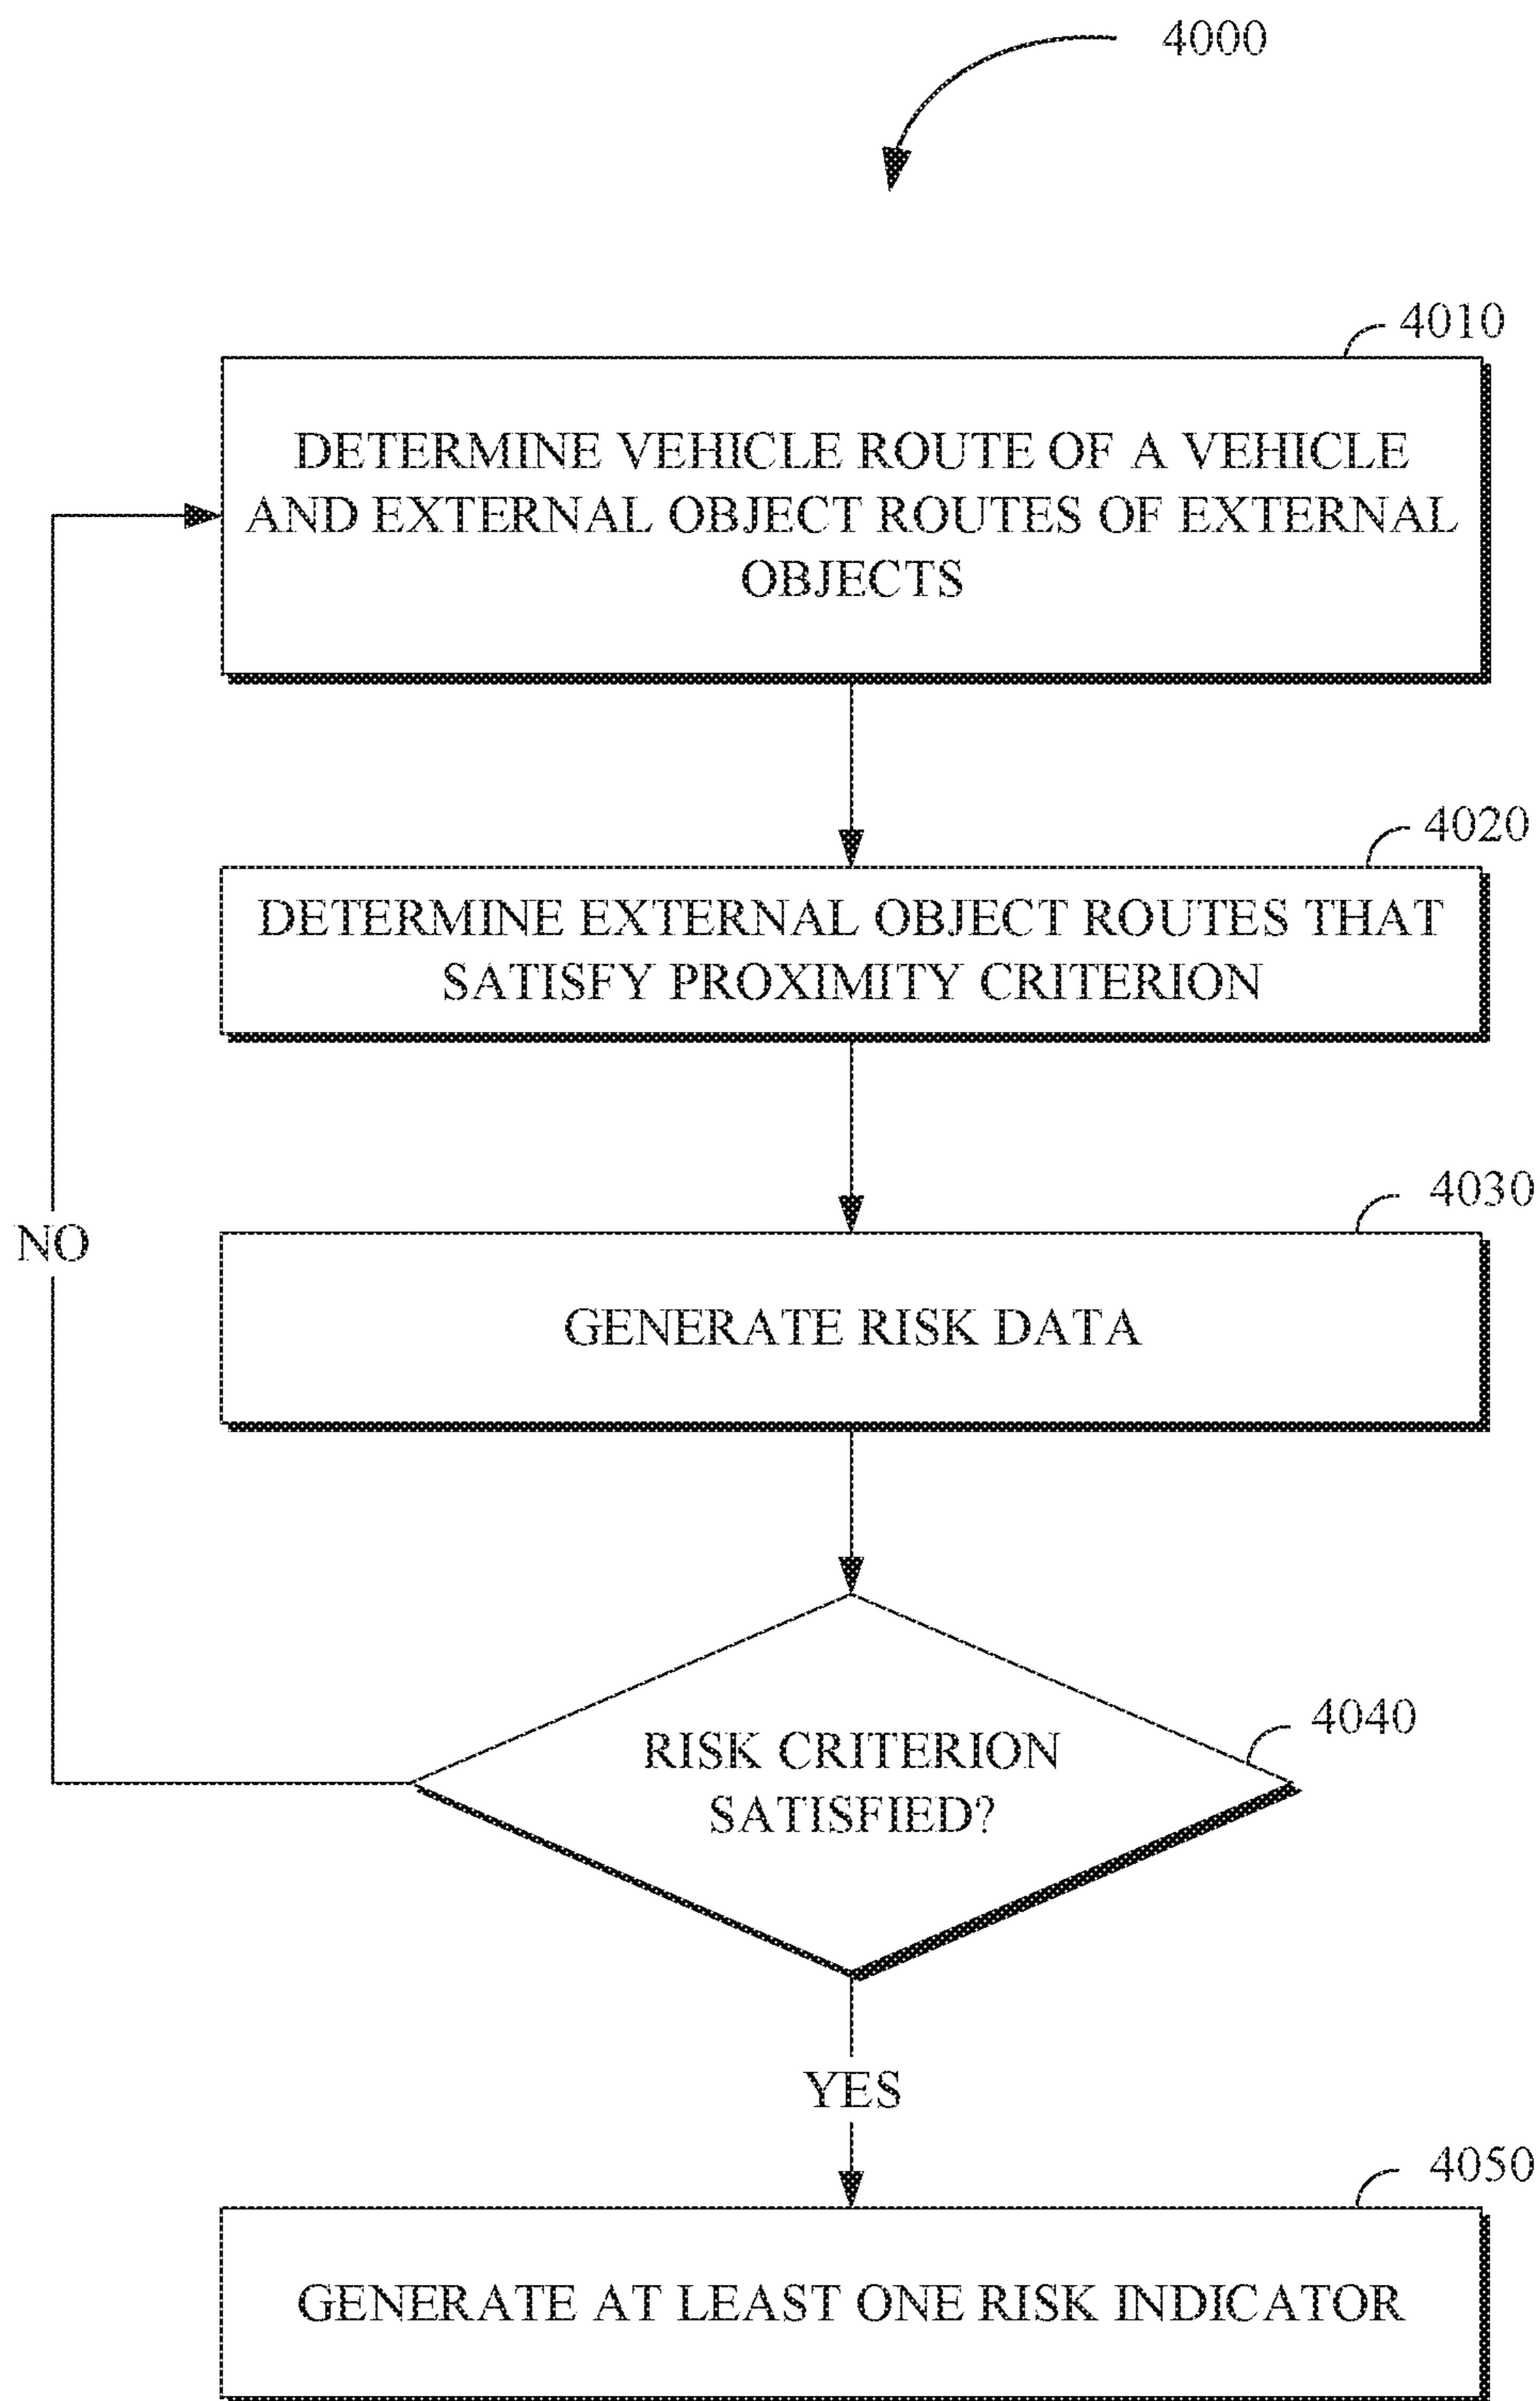 4000
4010
DETERMINE VEHICLE ROUTE OF A VEHICLE
AND EXTERNAL OBJECT ROUTES OF EXTERNAL
OBJECTS
4020
DETERMINE EXTERNAL OBJECT ROUTES THAT
SATISFY PROXIMITY CRITERION
4030
NO
GENERATE RISK DATA
4040
RISK CRITERION
SATISFIED?
YES
4050
GENERATE AT LEAST ONE RISK INDICATOR